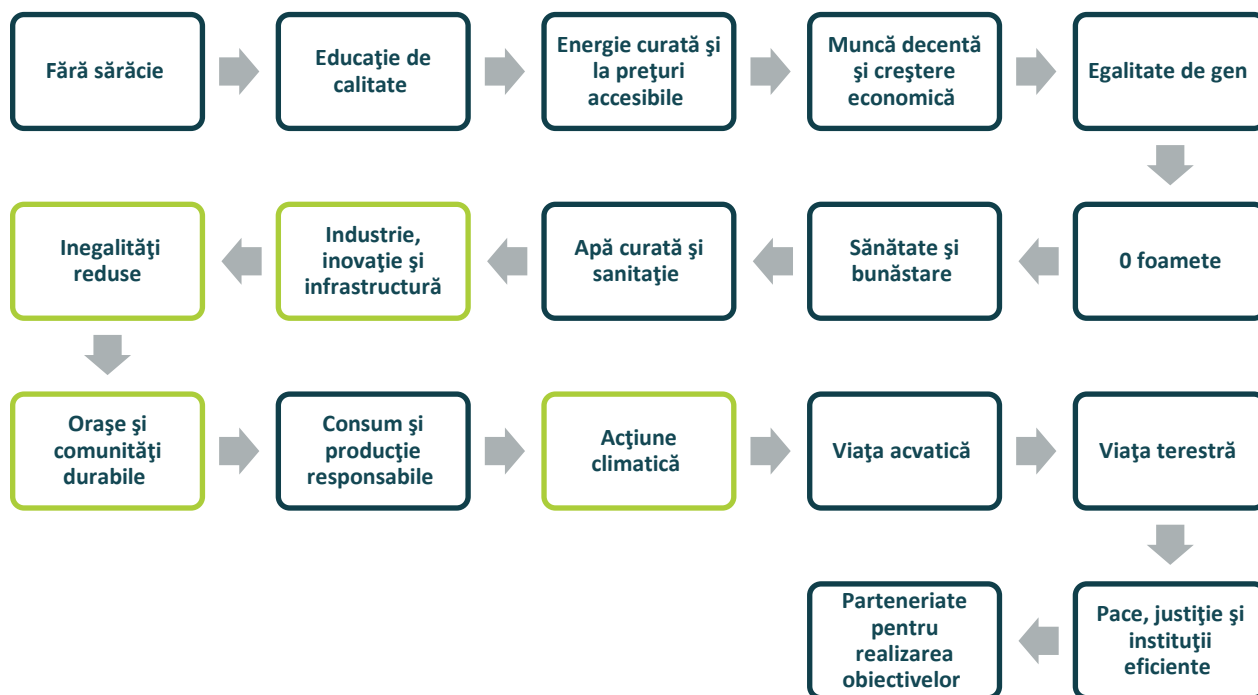 Fără sărăcie
Educaţie de
calitate
Energie curată şi
la preţuri
accesibile
Muncă decentă
şi creştere
economică
Egalitate de gen
0 foamete
Sănătate şi
bunăstare
Apă curată şi
sanitaţie
Industrie,
inovaţie şi
infrastructură
Inegalităţi
reduse
Oraşe şi
comunităţi
durabile
Consum şi
producţie
responsabile
Acţiune
climatică
Viaţa acvatică
Viaţa terestră
Pace, justiţie şi
instituţii
eficiente
Parteneriate
pentru
realizarea
obiectivelor